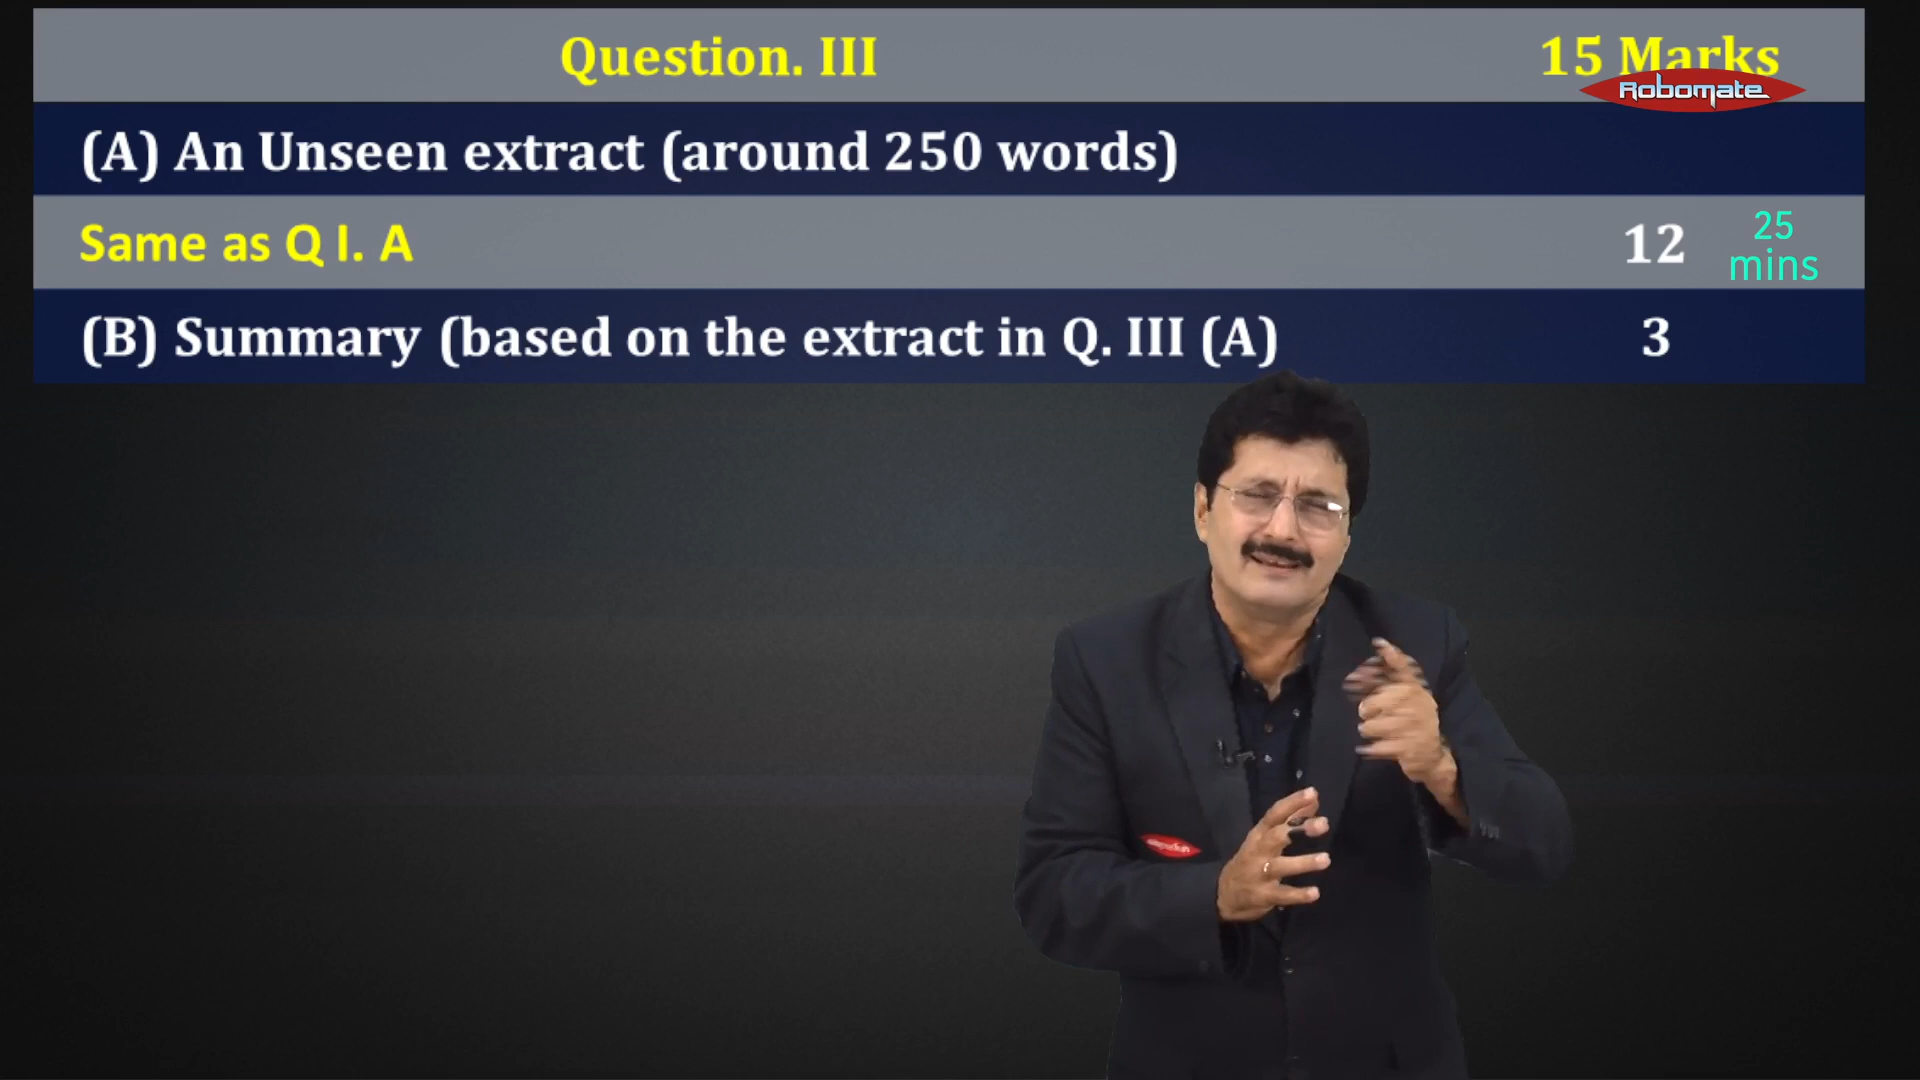 Question. III 15 Marks
Robomate
(A) An Unseen extract (around 250 words)
Same as Q I. A 12 25 mins
(B) Summary (based on the extract in Q. III (A) 3